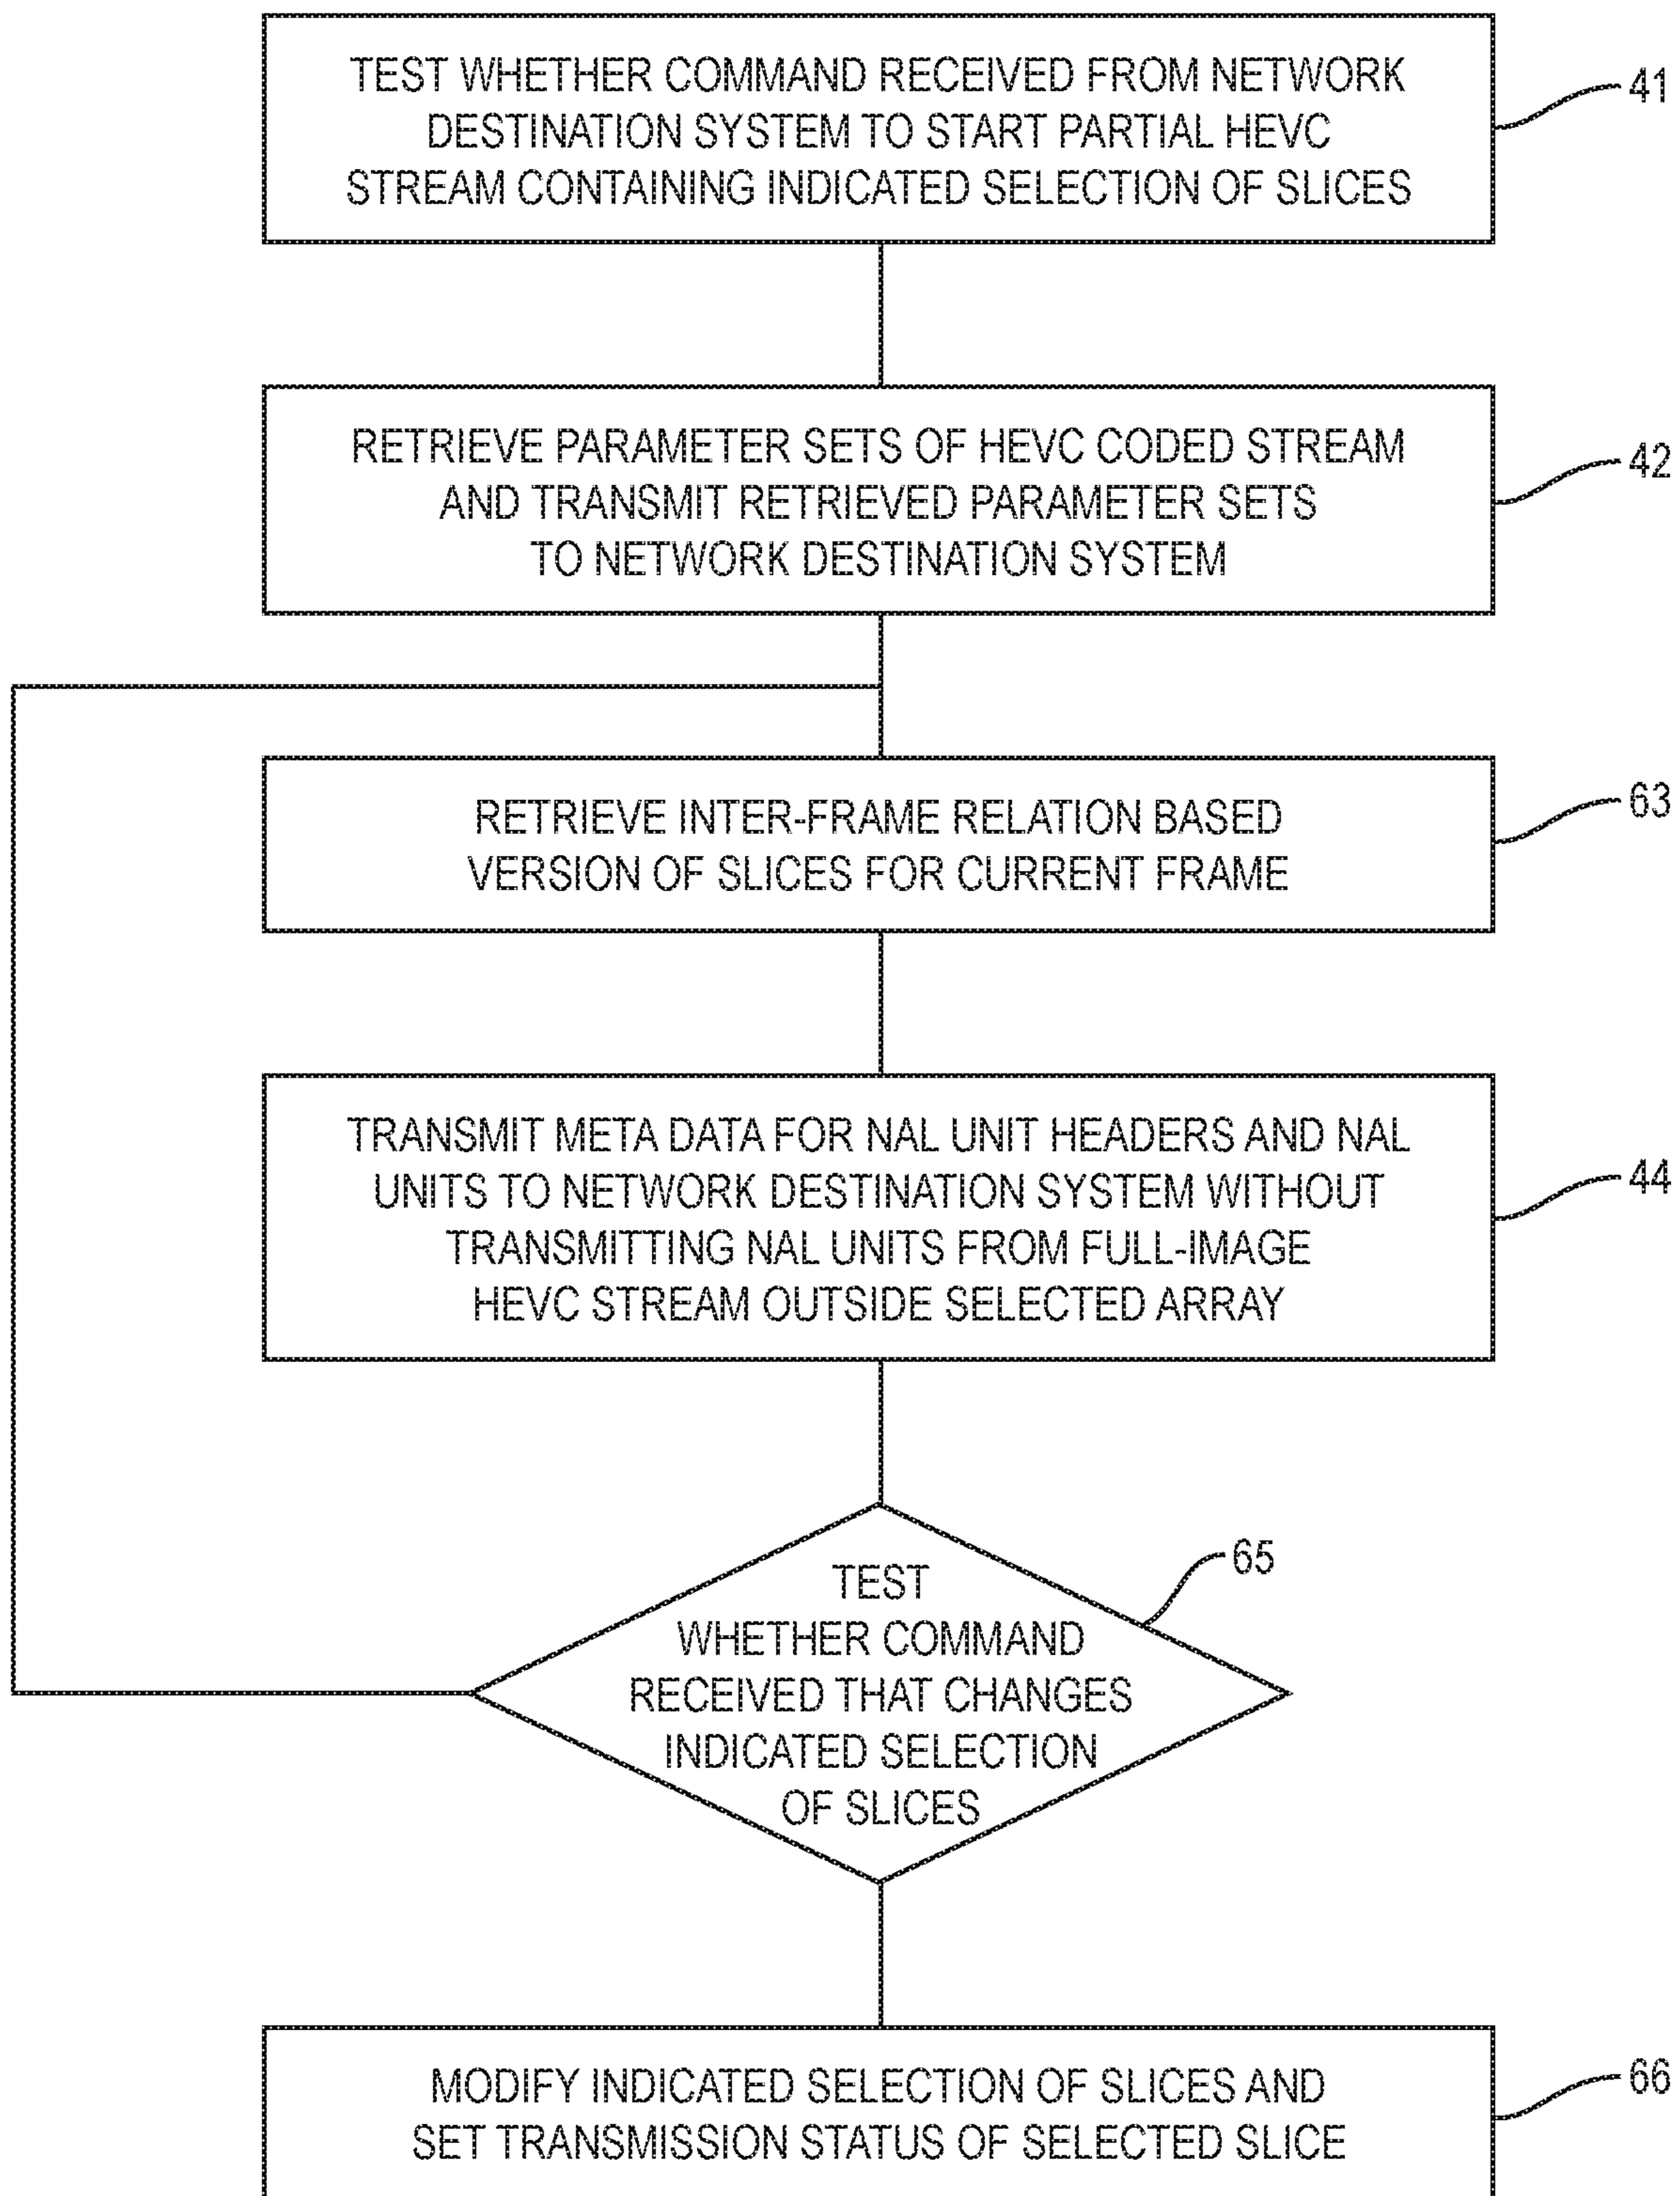 TEST WHETHER COMMAND RECEIVED FROM NETWORK
DESTINATION SYSTEM TO START PARTIAL HEVC
STREAM CONTAINING INDICATED SELECTION OF SLICES
41
RETRIEVE PARAMETER SETS OF HEVC CODED STREAM
AND TRANSMIT RETRIEVED PARAMETER SETS
TO NETWORK DESTINATION SYSTEM
42
RETRIEVE INTER-FRAME RELATION BASED
VERSION OF SLICES FOR CURRENT FRAME
63
TRANSMIT META DATA FOR NAL UNIT HEADERS AND NAL
UNITS TO NETWORK DESTINATION SYSTEM WITHOUT
TRANSMITTING NAL UNITS FROM FULL-IMAGE
HEVC STREAM OUTSIDE SELECTED ARRAY
44
TEST
WHETHER COMMAND
RECEIVED THAT CHANGES
INDICATED SELECTION
OF SLICES
65
MODIFY INDICATED SELECTION OF SLICES AND
SET TRANSMISSION STATUS OF SELECTED SLICE
66